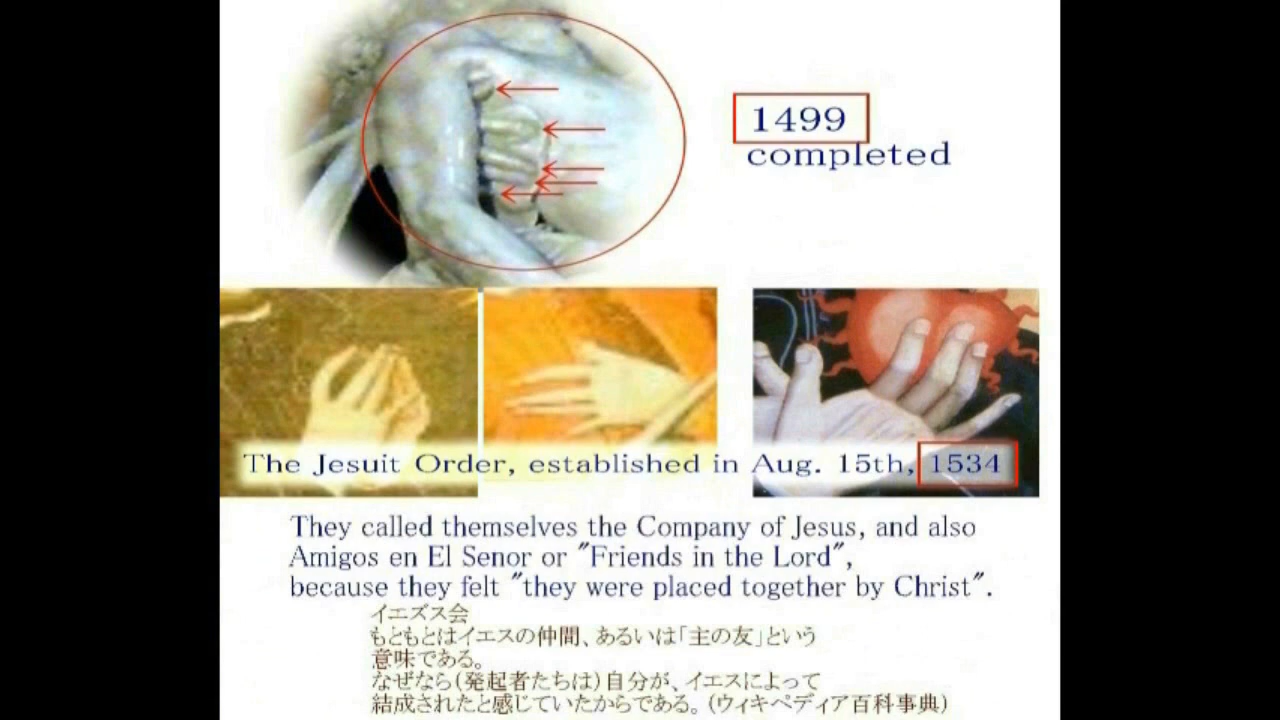 1499
completed
The Jesuit Order, established in Aug. 15th, 1534
They called themselves the Company of Jesus, and also
Amigos en El Senor or "Friends in the Lord",
because they felt "they were placed together by Christ".
イエズス会
もともとはイエスの仲間、あるいは「主の友」という
意味である。
なぜなら(発起者たちは)自分が、イエスによって
結成されたと感じていたからである。(ウィキペディア百科事典)